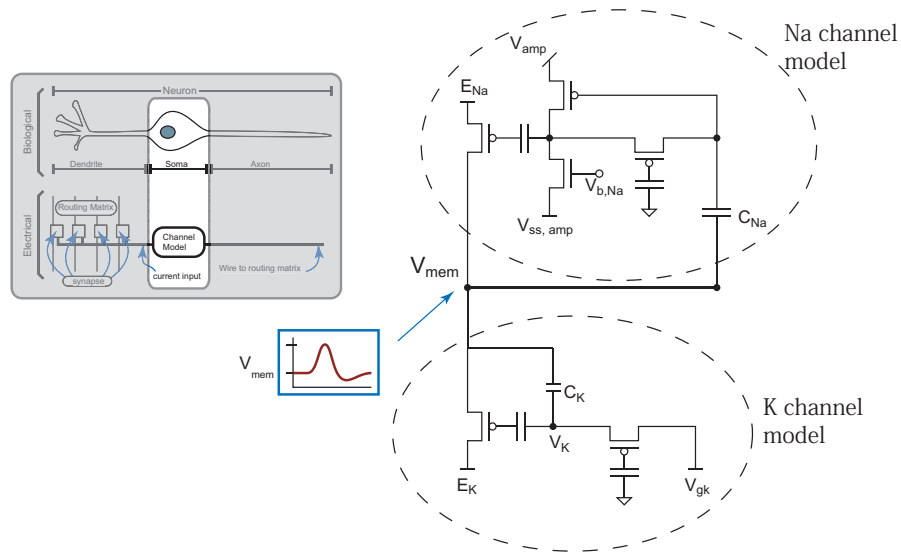 Neuron
Biological
Dendrite
Soma
Axon
Electrical
Routing Matrix
Channel
Model
current input
Wire to routing matrix
synapse
Na channel
model
V_amp
E_Na
V_b,Na
V_ss, amp
C_Na
V_mem
V_mem
C_K
V_K
E_K
V_gk
K channel
model